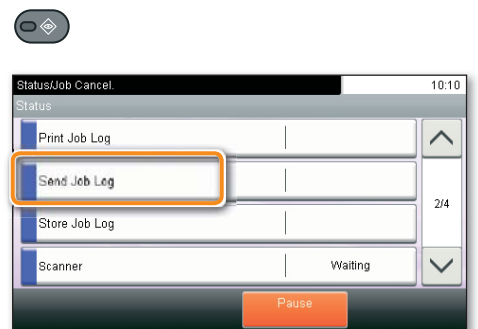 Status/Job Cancel. 10:10
Status
Print Job Log
Send Job Log
2/4
Store Job Log
Scanner Waiting
Pause